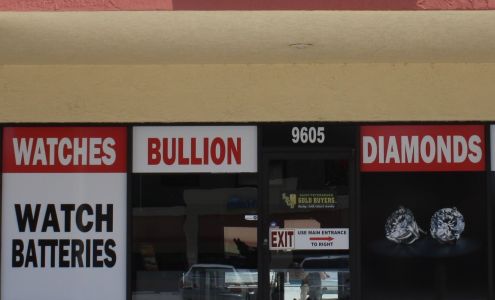 WATCHES
WATCH
BATTERIES
BULLION
9605
GOLD BUYERS
EXIT
USE MAIN ENTRANCE
TO RIGHT
DIAMONDS